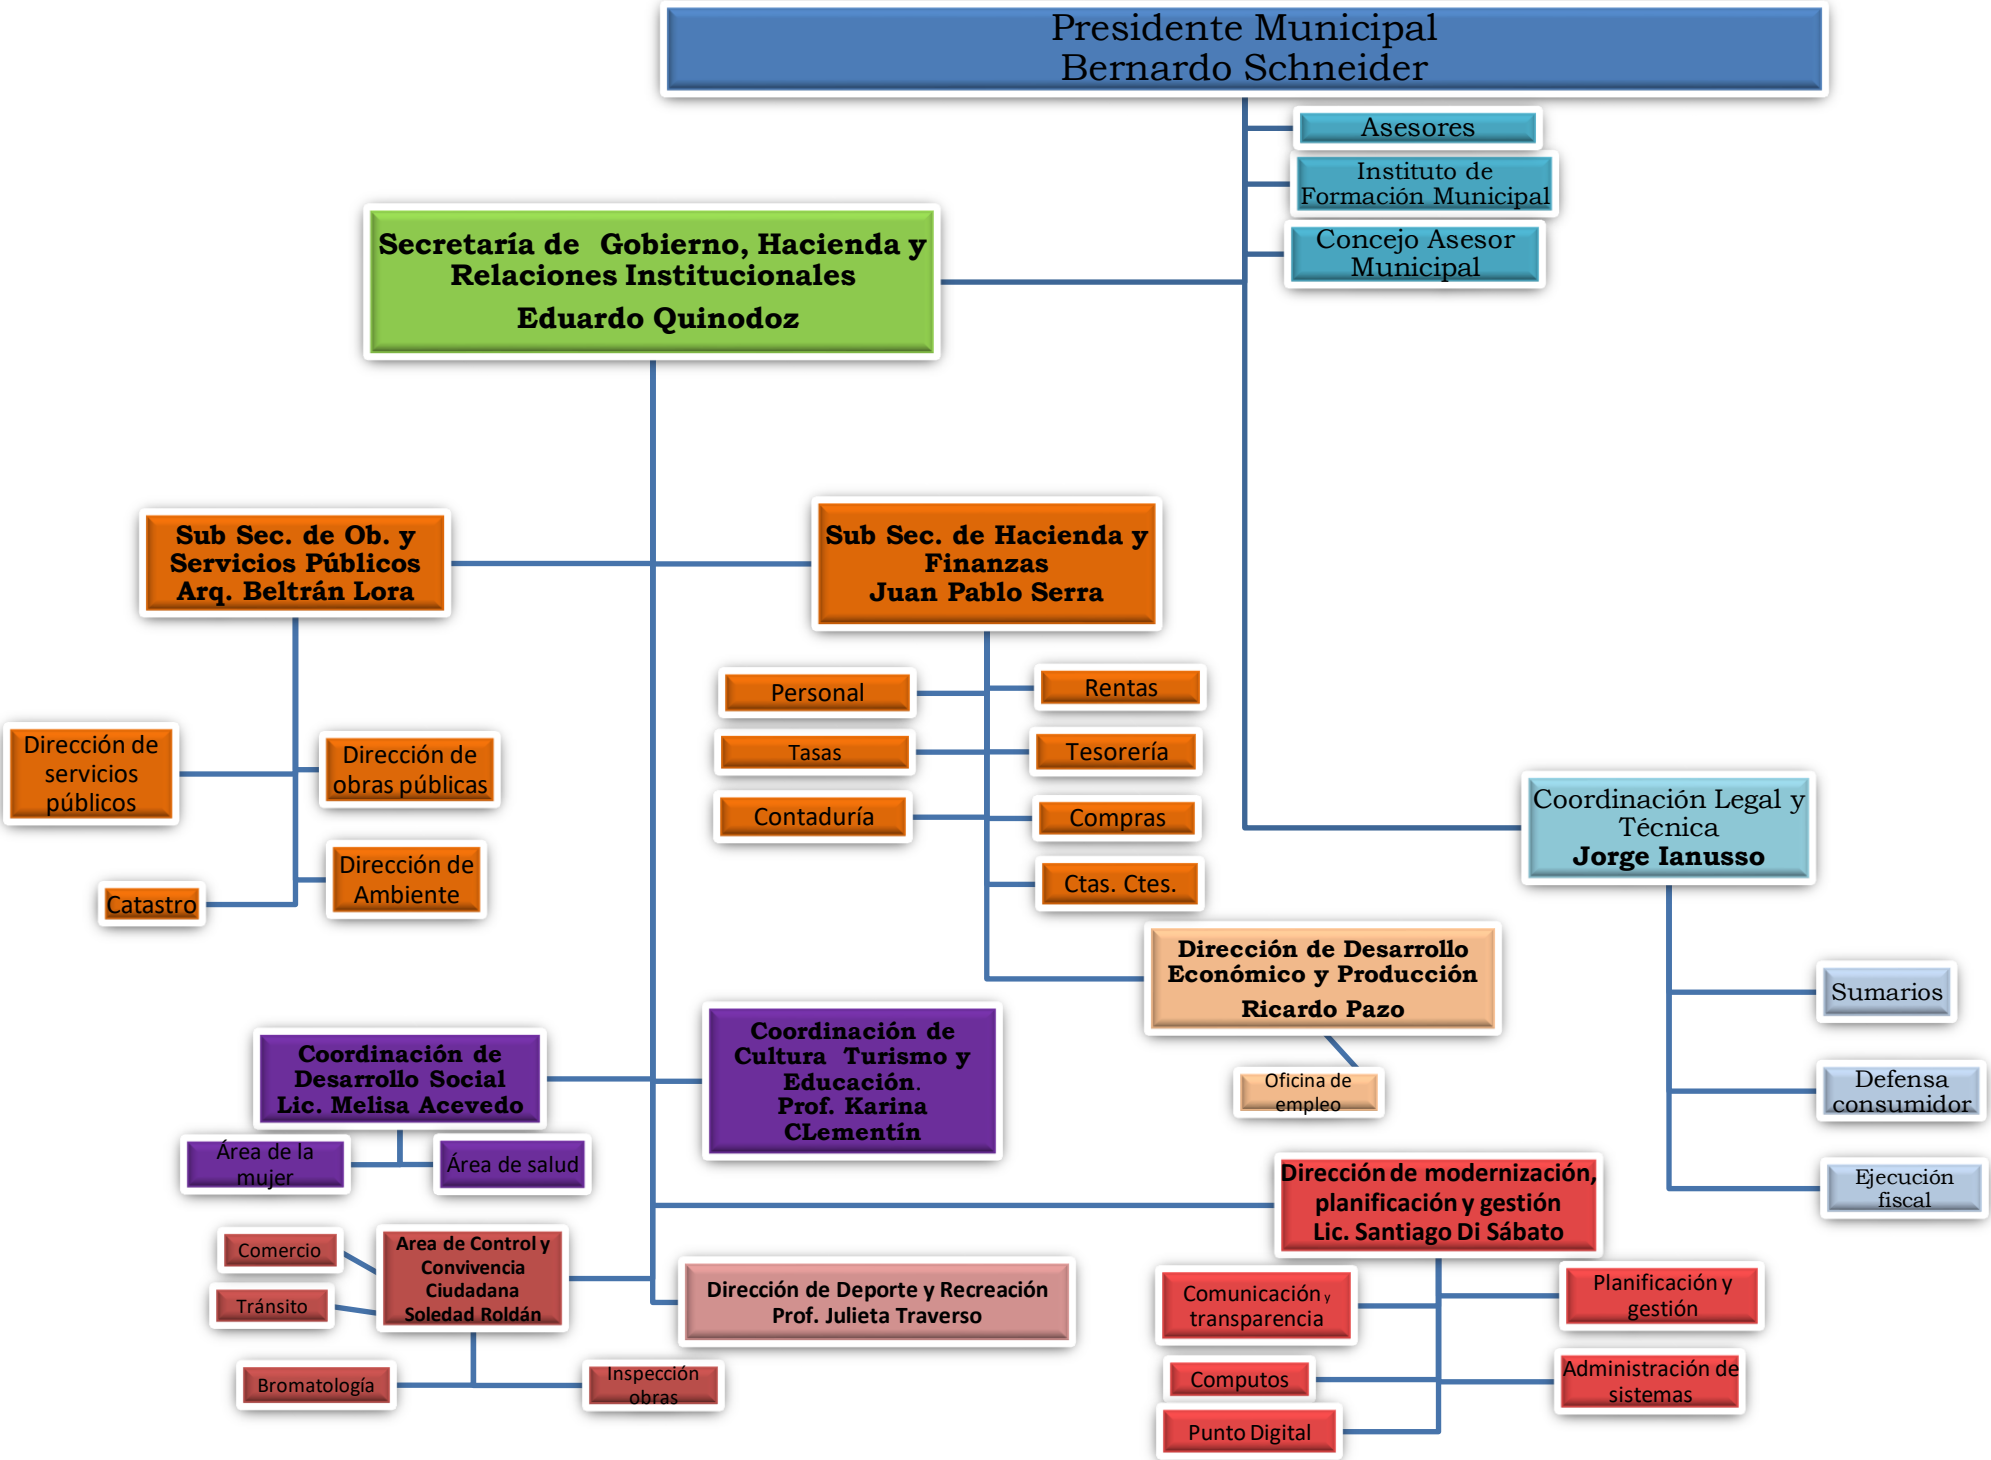 Presidente Municipal
Bernardo Schneider
Asesores
Instituto de
Formación Municipal
Concejo Asesor
Municipal
Secretaría de Gobierno, Hacienda y
Relaciones Institucionales
Eduardo Quinodoz
Sub Sec. de Ob. y
Servicios Públicos
Arq. Beltrán Lora
Sub Sec. de Hacienda y
Finanzas
Juan Pablo Serra
Personal
Rentas
Tasas
Tesorería
Contaduría
Compras
Ctas. Ctes.
Dirección de
servicios
públicos
Dirección de
obras públicas
Dirección de
Ambiente
Catastro
Coordinación Legal y
Técnica
Jorge Ianusso
Dirección de Desarrollo
Económico y Producción
Ricardo Pazo
Oficina de
empleo
Sumarios
Defensa
consumidor
Ejecución
fiscal
Coordinación de
Desarrollo Social
Lic. Melisa Acevedo
Área de la
mujer
Área de salud
Coordinación de
Cultura Turismo y
Educación.
Prof. Karina
CLementín
Dirección de modernización,
planificación y gestión
Lic. Santiago Di Sábato
Comunicación y
transparencia
Planificación y
gestión
Computos
Administración de
sistemas
Punto Digital
Area de Control y
Convivencia
Ciudadana
Soledad Roldán
Comercio
Tránsito
Bromatología
Inspección
obras
Dirección de Deporte y Recreación
Prof. Julieta Traverso